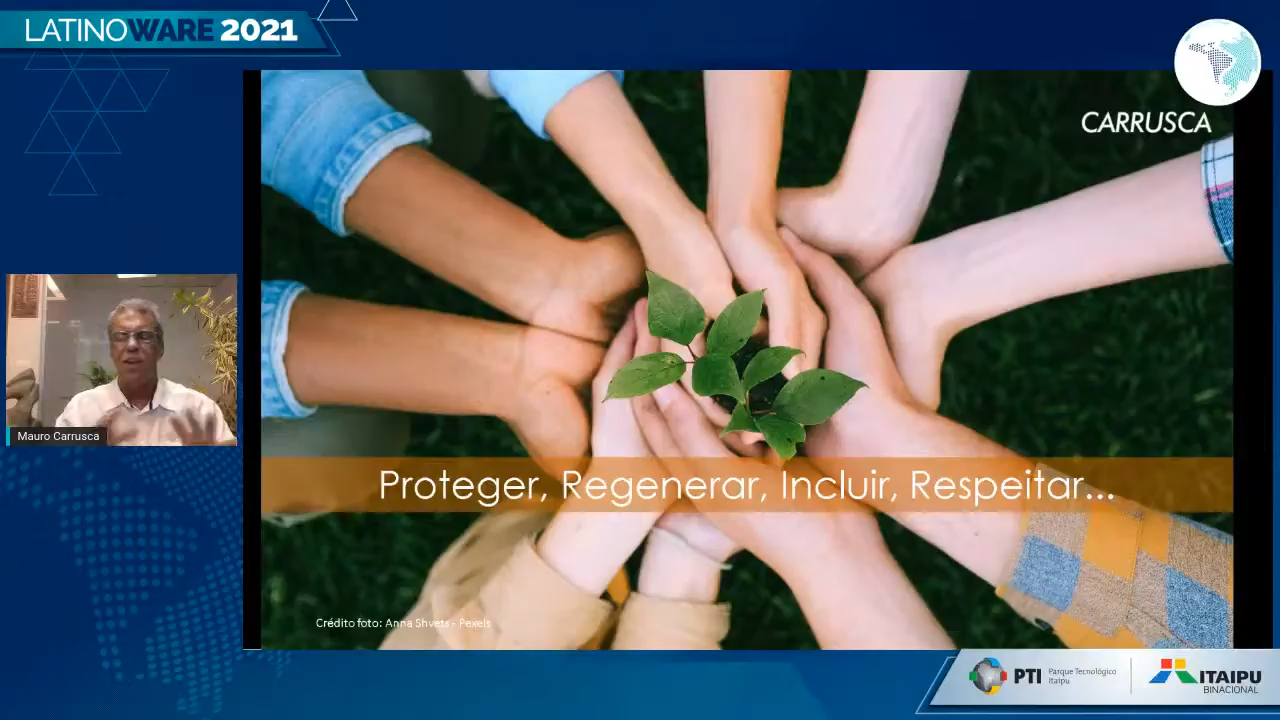 LATINOWARE 2021
CARRUSCA
Mauro Carrusca
Proteger, Regenerar, Incluir, Respeitar...
Crédito foto: Anna Shvets - Pexels
PTI Parque Tecnológico
Itaipu
ITAIPU
BINACIONAL